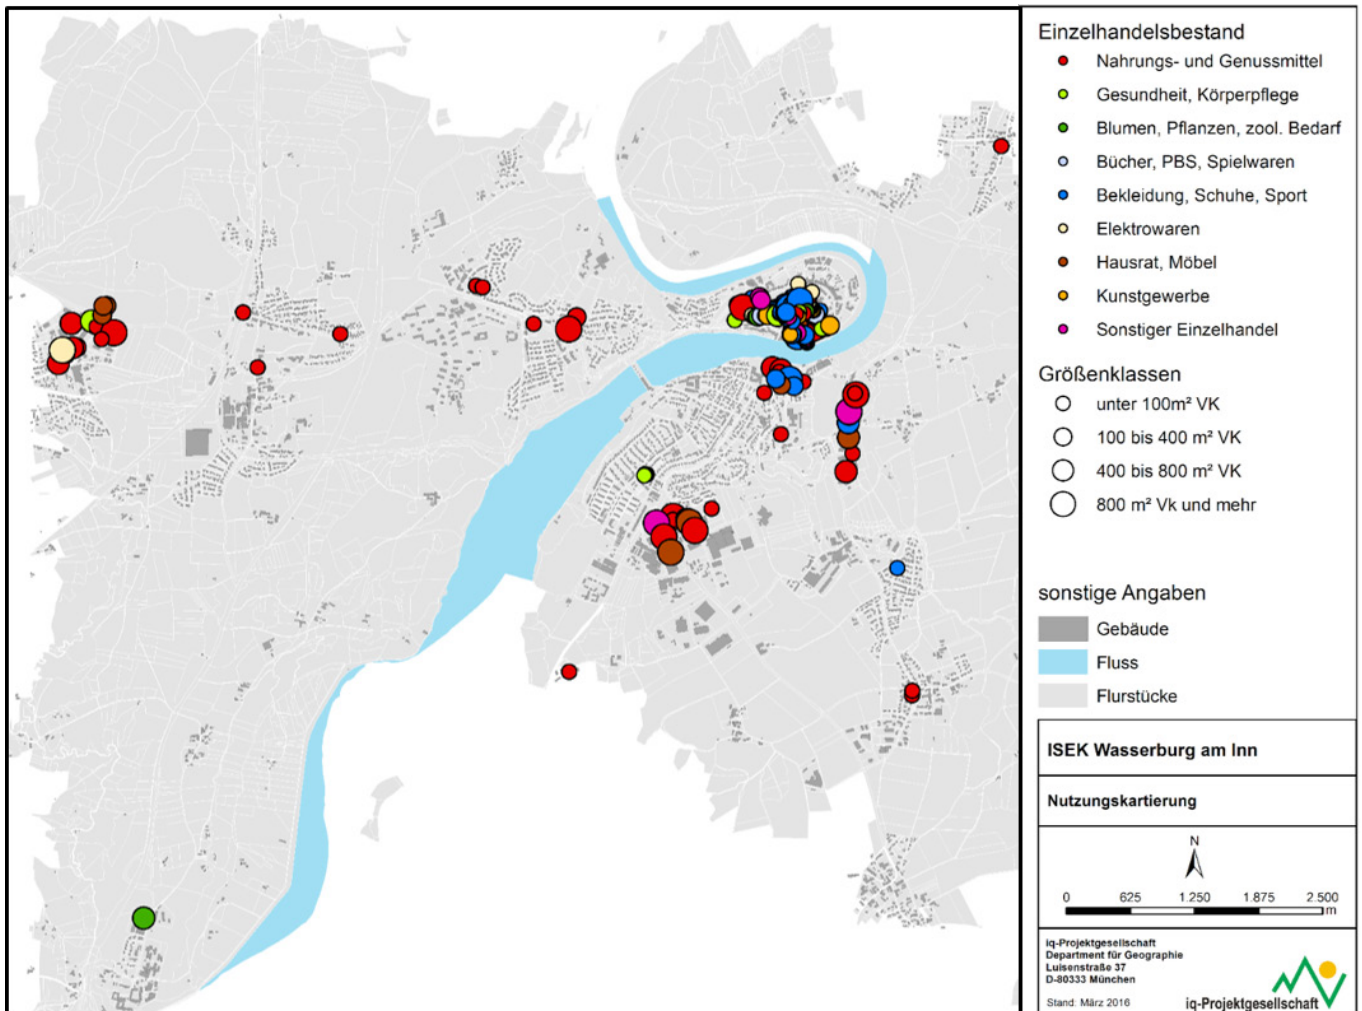 Einzelhandelsbestand
Nahrungs- und Genussmittel
Gesundheit, Körperpflege
Blumen, Pflanzen, zool. Bedarf
Bücher, PBS, Spielwaren
Bekleidung, Schuhe, Sport
Elektrowaren
Hausrat, Möbel
Kunstgewerbe
Sonstiger Einzelhandel
Größenklassen
unter 100m² VK
100 bis 400 m² VK
400 bis 800 m² VK
800 m² Vk und mehr
sonstige Angaben
Gebäude
Fluss
Flurstücke
ISEK Wasserburg am Inn
Nutzungskartierung
N
0 625 1.250 1.875 2.500
m
iq-Projektgesellschaft
Department für Geographie
Luisenstraße 37
D-80333 München
Stand: März 2016
iq-Projektgesellschaft